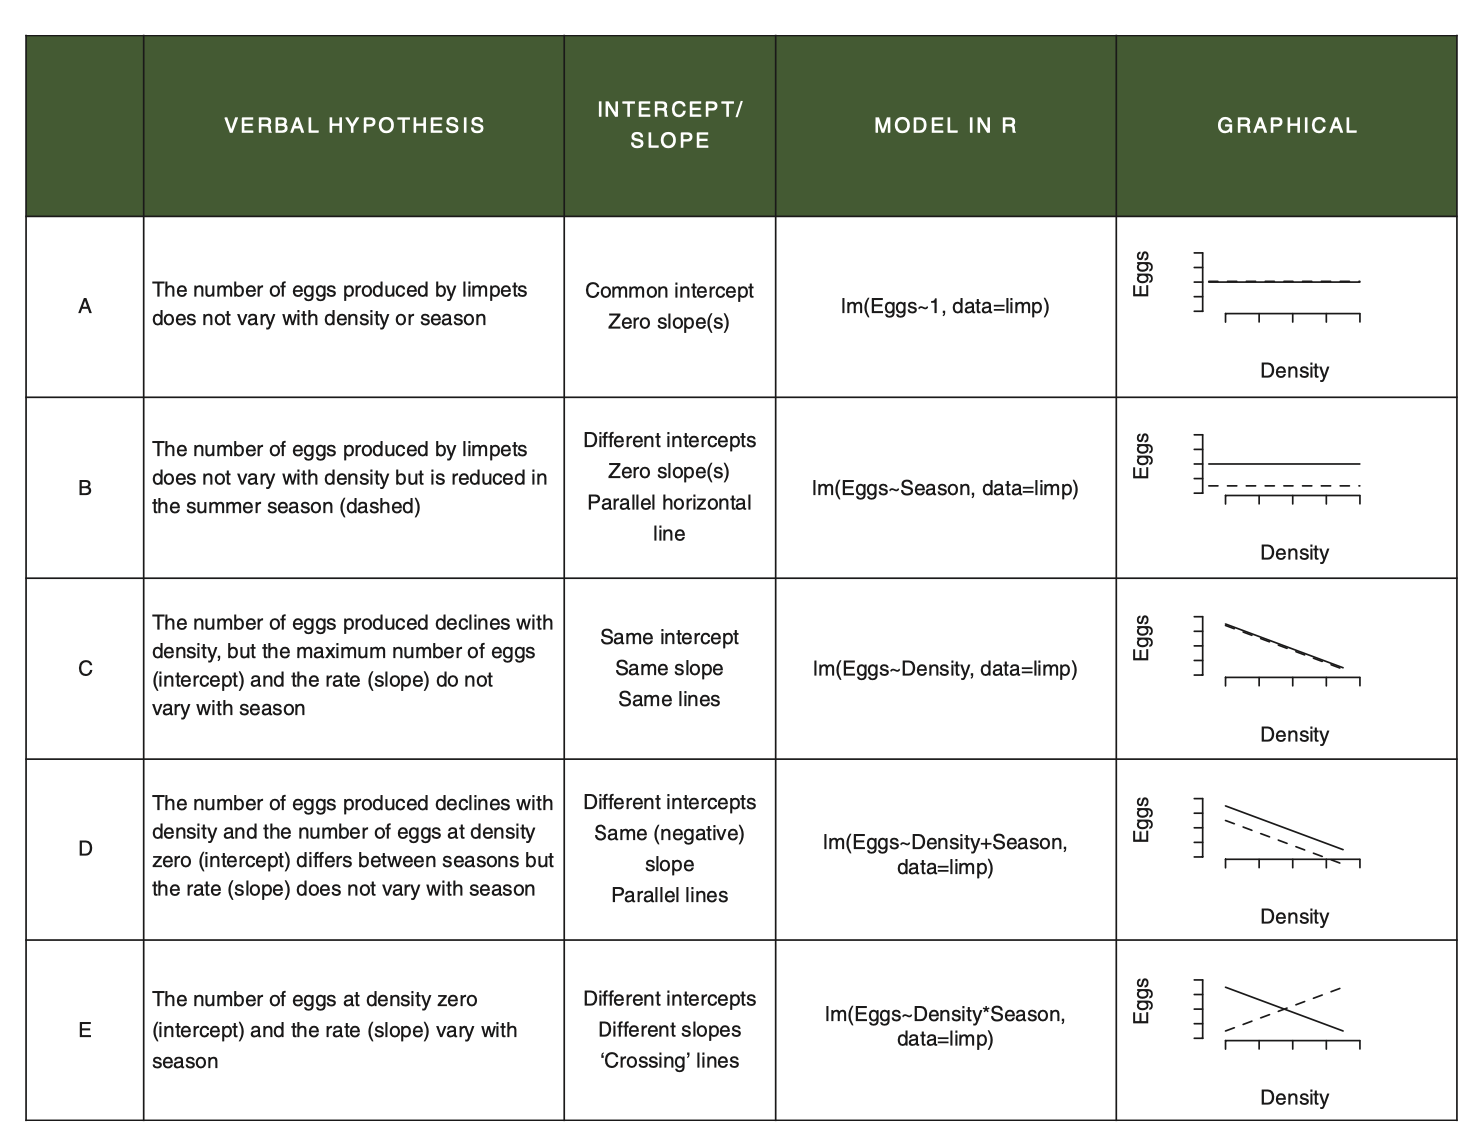 VERBAL HYPOTHESIS
INTERCEPT/
SLOPE
MODEL IN R
GRAPHICAL
A
The number of eggs produced by limpets
does not vary with density or season
Common intercept
Zero slope(s)
lm(Eggs~1, data=limp)
Eggs
Density
B
The number of eggs produced by limpets
does not vary with density but is reduced in
the summer season (dashed)
Different intercepts
Zero slope(s)
Parallel horizontal
line
lm(Eggs~Season, data=limp)
Eggs
Density
C
The number of eggs produced declines with
density, but the maximum number of eggs
(intercept) and the rate (slope) do not
vary with season
Same intercept
Same slope
Same lines
lm(Eggs~Density, data=limp)
Eggs
Density
D
The number of eggs produced declines with
density and the number of eggs at density
zero (intercept) differs between seasons but
the rate (slope) does not vary with season
Different intercepts
Same (negative)
slope
Parallel lines
lm(Eggs~Density+Season,
data=limp)
Eggs
Density
E
The number of eggs at density zero
(intercept) and the rate (slope) vary with
season
Different intercepts
Different slopes
‘Crossing’ lines
lm(Eggs~Density*Season,
data=limp)
Eggs
Density